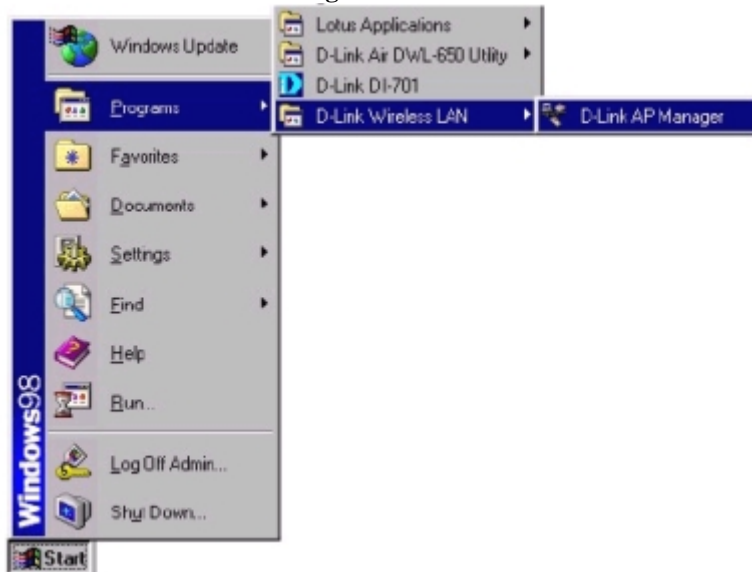 g
Windows Update
Programs
Favorites
Documents
Settings
Find
Help
Run...
Log Off Admin...
Shut Down...
Windows98
Start
Lotus Applications
D-Link Air DWL-650 Utility
D-Link DI-701
D-Link Wireless LAN
D-Link AP Manager